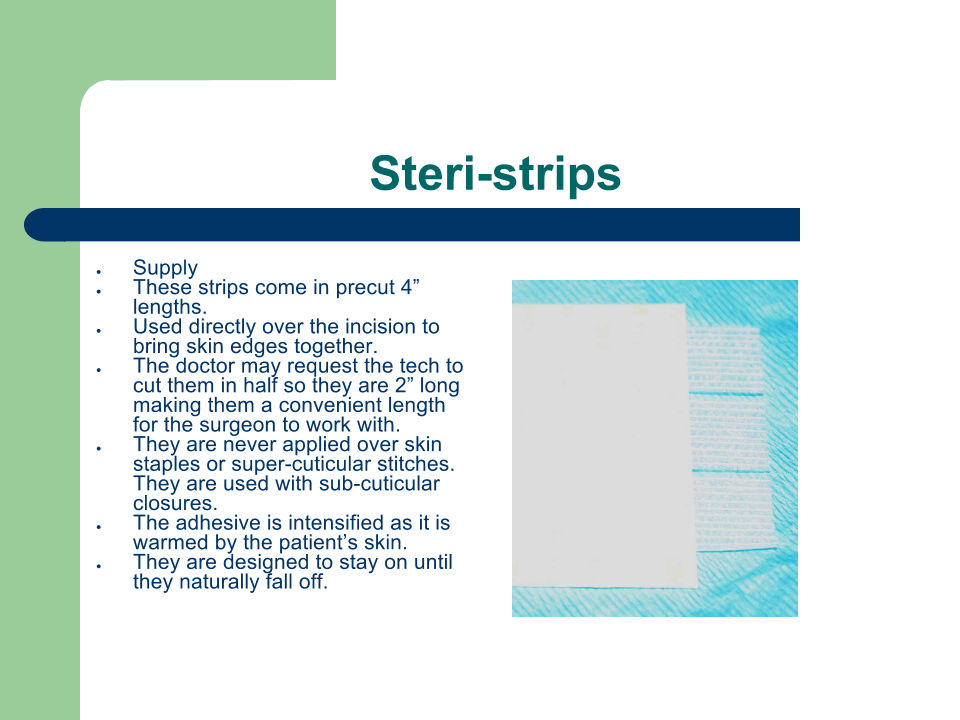 Steri-strips
● Supply
● These strips come in precut 4”
lengths.
● Used directly over the incision to
bring skin edges together.
● The doctor may request the tech to
cut them in half so they are 2” long
making them a convenient length
for the surgeon to work with.
● They are never applied over skin
staples or super-cuticular stitches.
They are used with sub-cuticular
closures.
● The adhesive is intensified as it is
warmed by the patient’s skin.
● They are designed to stay on until
they naturally fall off.